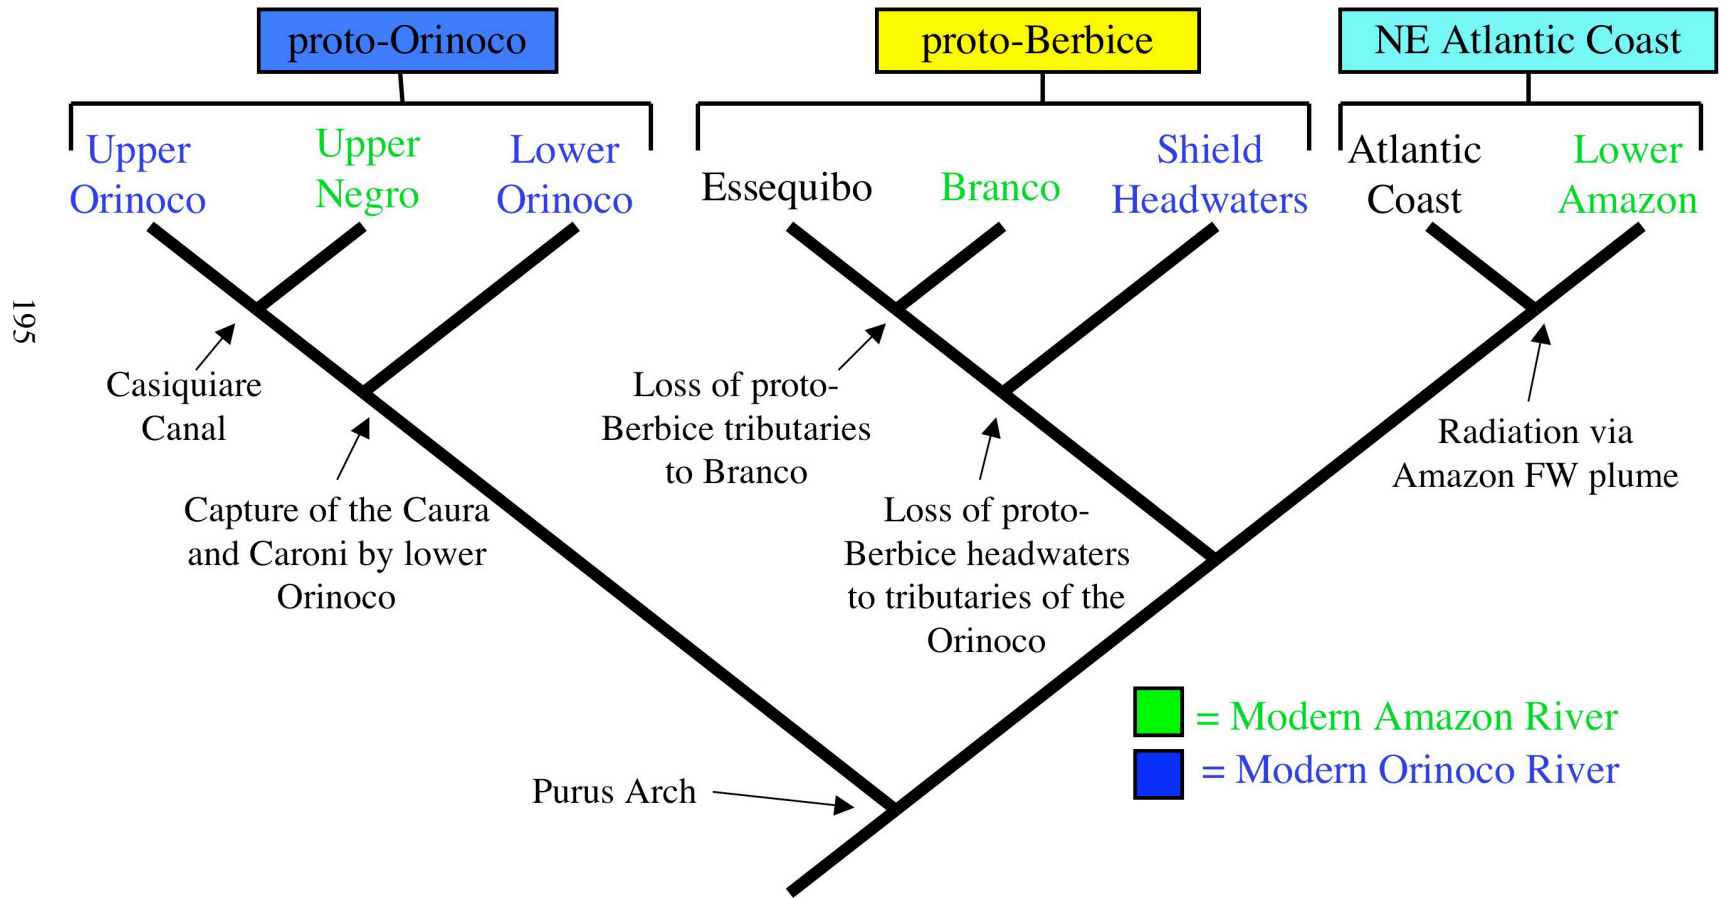 proto-Orinoco
proto-Berbice
NE Atlantic Coast
Upper
Orinoco
Upper
Negro
Lower
Orinoco
Essequibo
Branco
Shield
Headwaters
Atlantic
Coast
Lower
Amazon
195
Casiquiare
Canal
Capture of the Caura
and Caroni by lower
Orinoco
Loss of proto-
Berbice tributaries
to Branco
Loss of proto-
Berbice headwaters
to tributaries of the
Orinoco
Radiation via
Amazon FW plume
Purus Arch
= Modern Amazon River
= Modern Orinoco River